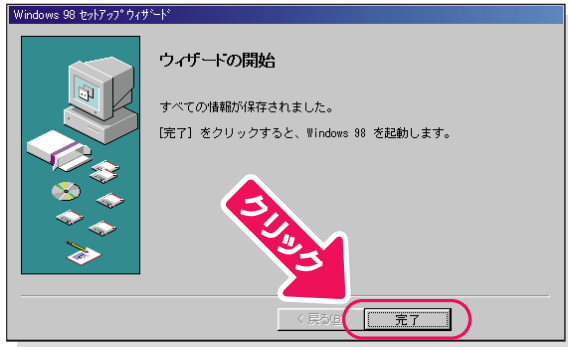 Windows 98 ｾｯﾄｱｯﾌﾟ ｳｨｻﾞｰﾄﾞ
ウィザードの開始
すべての情報が保存されました。
[完了] をクリックすると、Windows 98 を起動します。
クリック
< 戻る(B)
完了